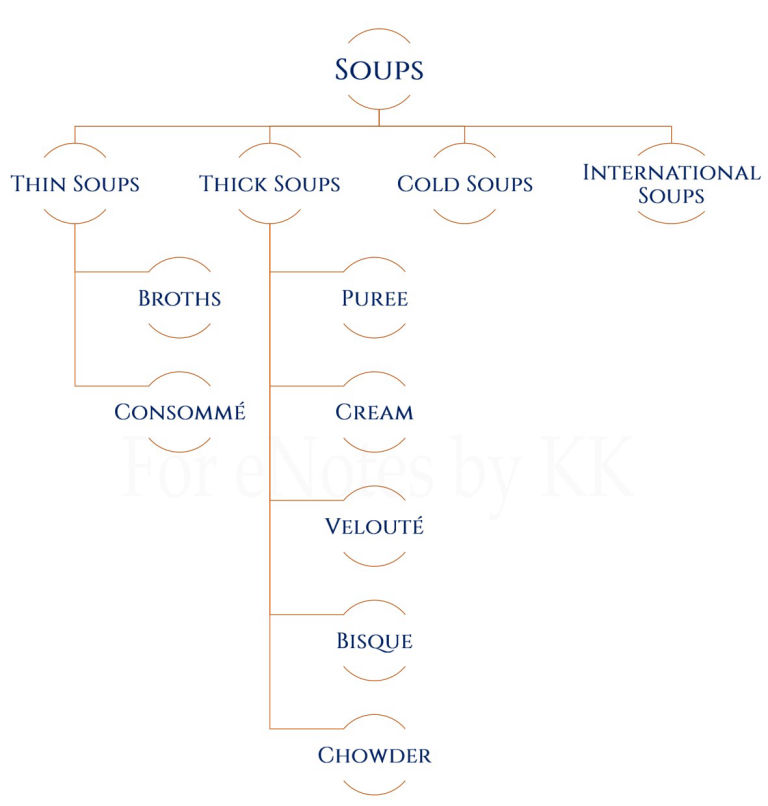 Soups
Thin Soups
Thick Soups
Cold Soups
International
Soups
Broths
Puree
Consommé
Cream
For eNotes by KK
Velouté
Bisque
Chowder